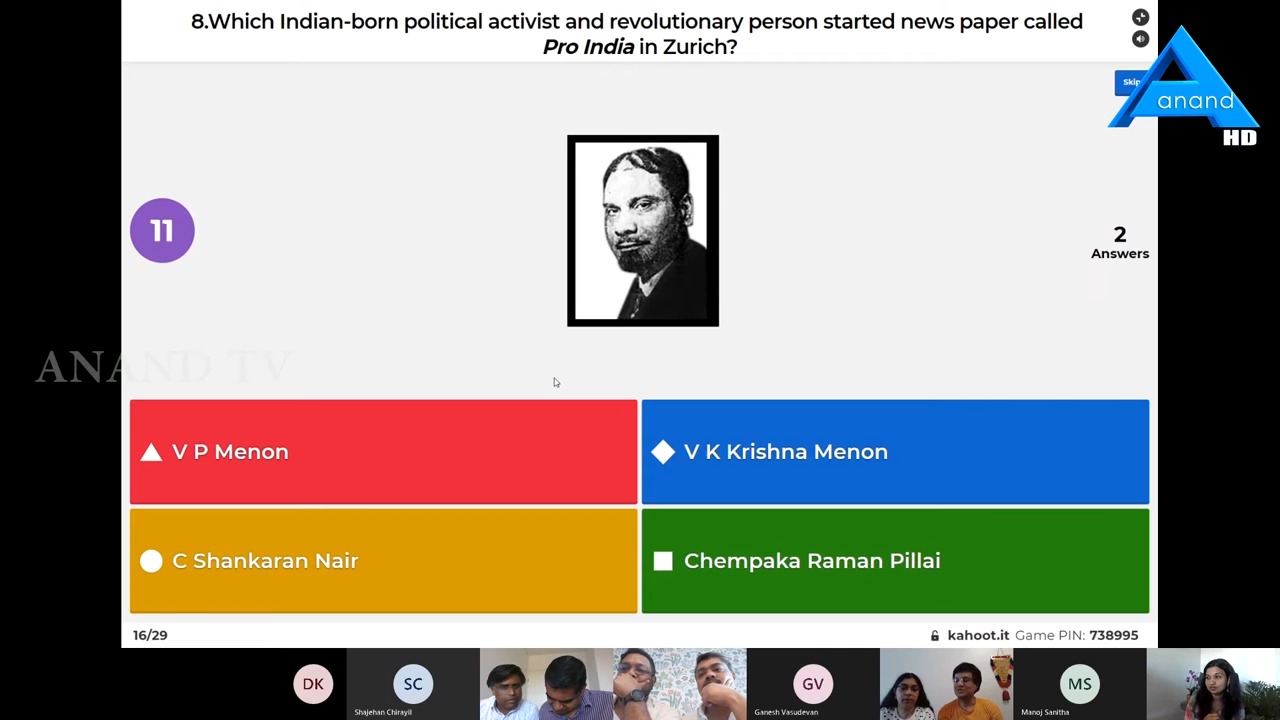 8.Which Indian-born political activist and revolutionary person started news paper called
Pro India in Zurich?
Skip
anand
HD
11
2
Answers
ANAND TV
V P Menon
V K Krishna Menon
C Shankaran Nair
Chempaka Raman Pillai
16/29
kahoot.it Game PIN: 738995
DK
SC
GV
MS
Shajehan Chirayil
Ganesh Vasudevan
Manoj Sanitha